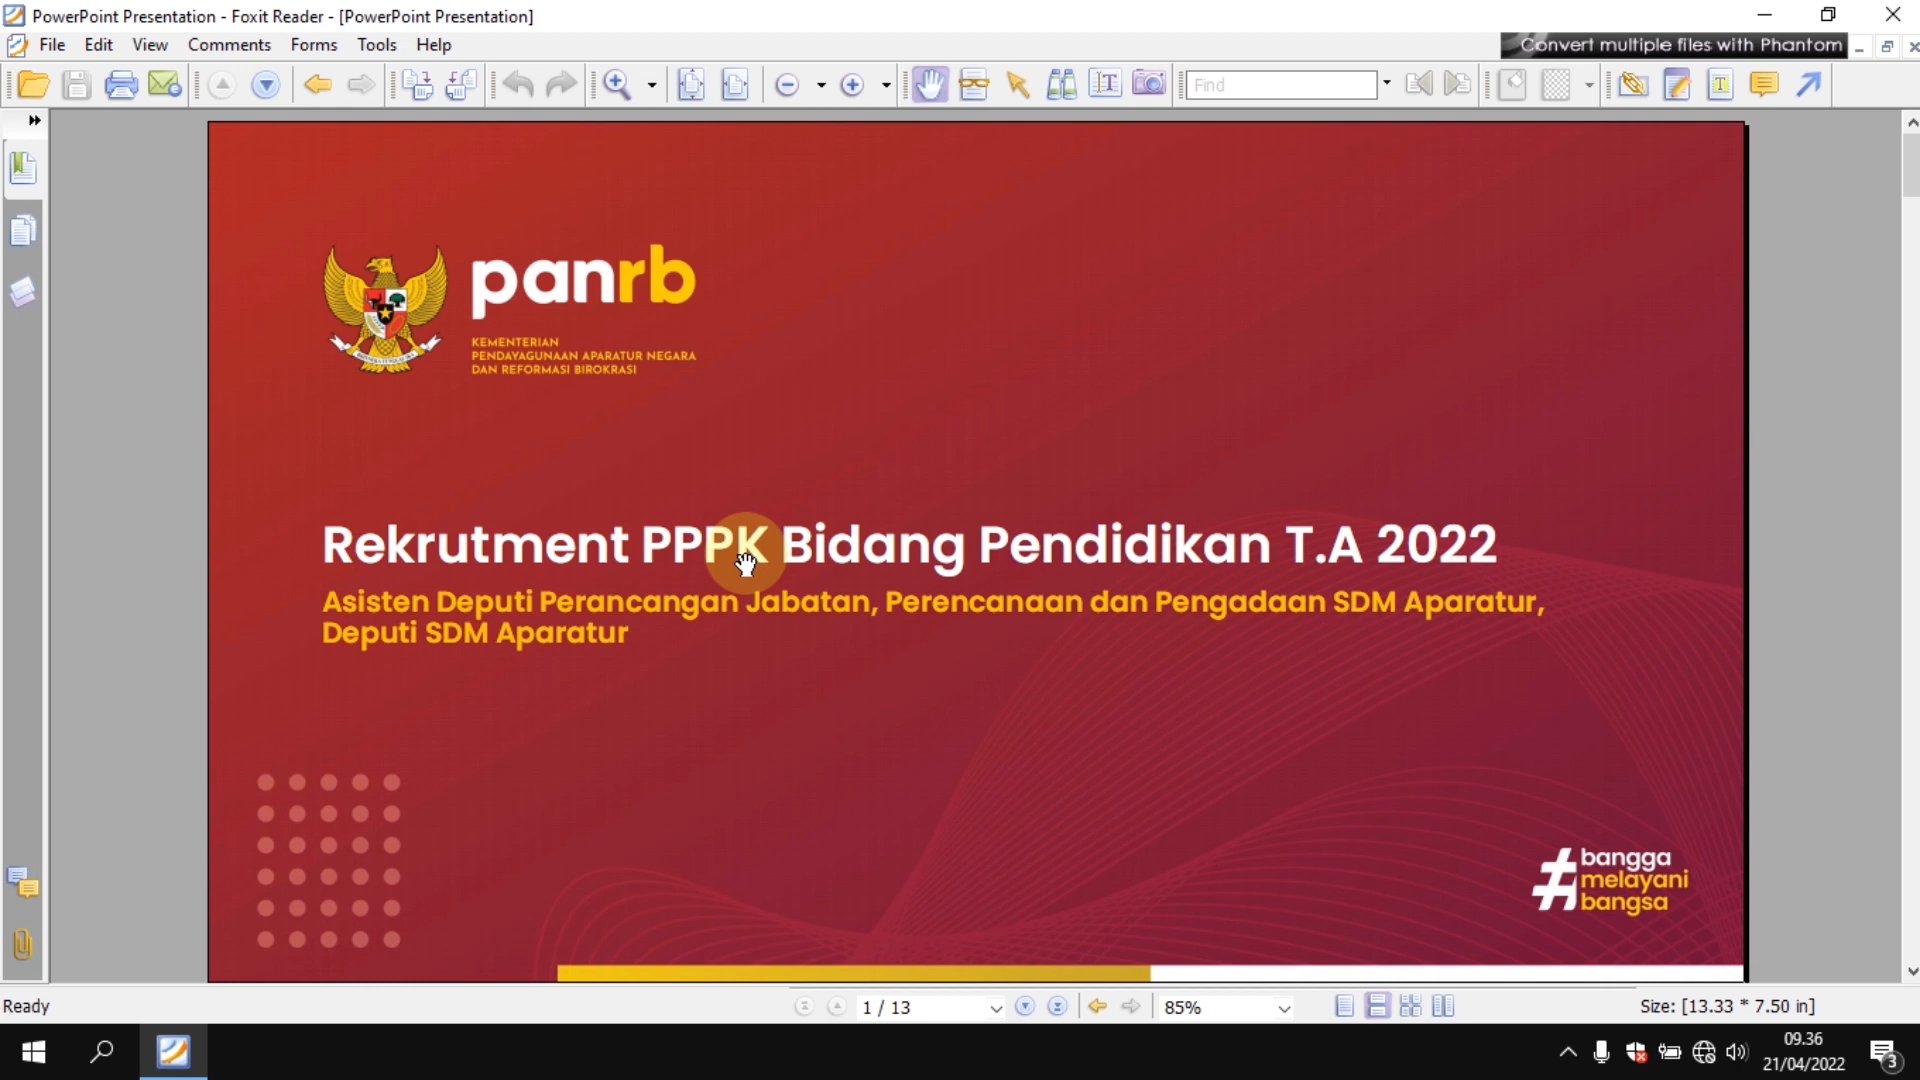 PowerPoint Presentation - Foxit Reader - [PowerPoint Presentation]
File Edit View Comments Forms Tools Help
Convert multiple files with Phantom
Find
panrb
KEMENTERIAN
PENDAYAGUNAAN APARATUR NEGARA
DAN REFORMASI BIROKRASI
Rekrutment PPPK Bidang Pendidikan T.A 2022
Asisten Deputi Perancangan Jabatan, Perencanaan dan Pengadaan SDM Aparatur,
Deputi SDM Aparatur
#bangga
melayani
bangsa
Ready
1 / 13
85%
Size: [13.33 * 7.50 in]
09.36
21/04/2022
3